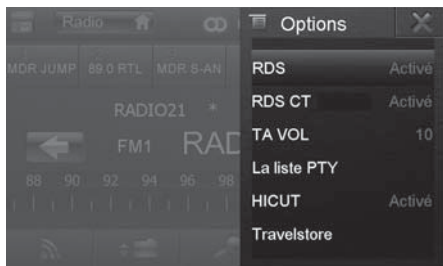 Radio
Options
MDR JUMP 89.0 RTL MDR S-AN
RDS Activé
RADIO21 *
RDS CT Activé
FM1 RAD
TA VOL 10
La liste PTY
88 90 92 94 96 98
HICUT Activé
Travelstore